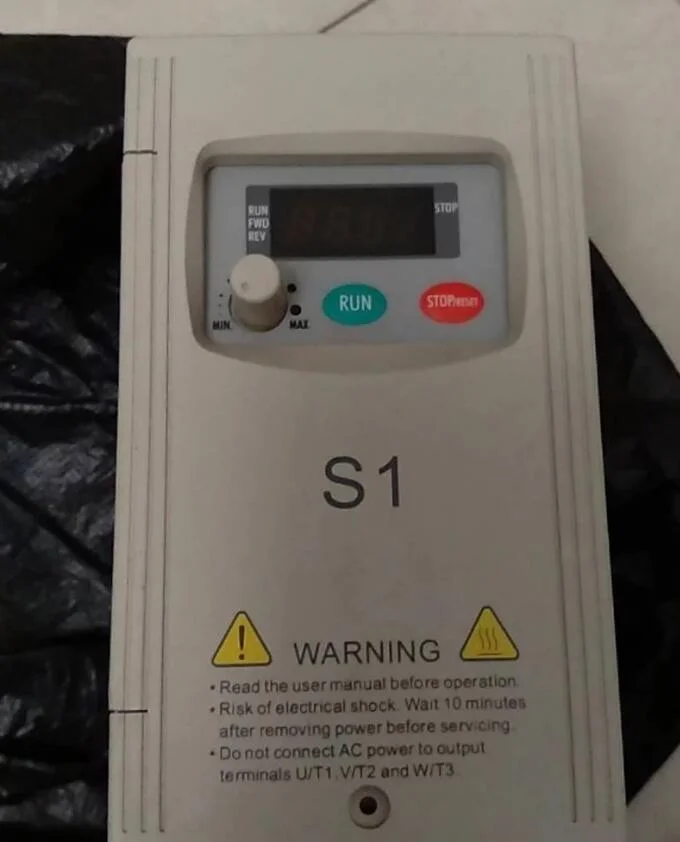 RUN
FWD
REV
STOP
MIN.
MAX.
RUN
STOP/RESET
S1
WARNING
• Read the user manual before operation.
• Risk of electrical shock. Wait 10 minutes
after removing power before servicing.
• Do not connect AC power to output
terminals U/T1, V/T2 and W/T3.